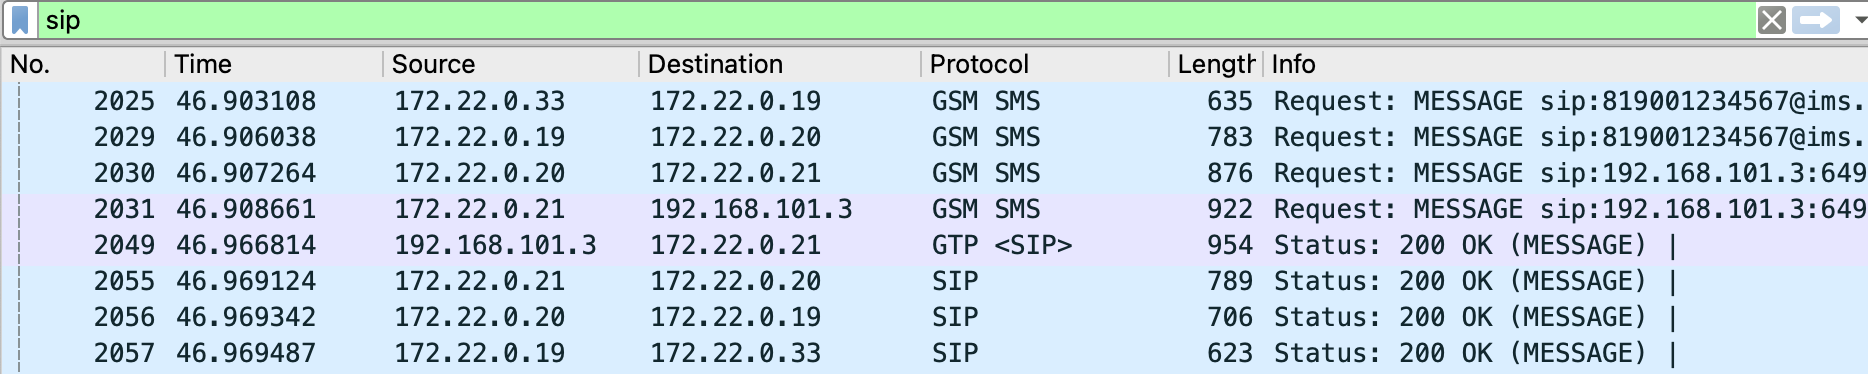 sip
No. Time Source Destination Protocol Length Info
2025 46.903108 172.22.0.33 172.22.0.19 GSM SMS 635 Request: MESSAGE sip:819001234567@ims.
2029 46.906038 172.22.0.19 172.22.0.20 GSM SMS 783 Request: MESSAGE sip:819001234567@ims.
2030 46.907264 172.22.0.20 172.22.0.21 GSM SMS 876 Request: MESSAGE sip:192.168.101.3:649
2031 46.908661 172.22.0.21 192.168.101.3 GSM SMS 922 Request: MESSAGE sip:192.168.101.3:649
2049 46.966814 192.168.101.3 172.22.0.21 GTP <SIP> 954 Status: 200 OK (MESSAGE) |
2055 46.969124 172.22.0.21 172.22.0.20 SIP 789 Status: 200 OK (MESSAGE) |
2056 46.969342 172.22.0.20 172.22.0.19 SIP 706 Status: 200 OK (MESSAGE) |
2057 46.969487 172.22.0.19 172.22.0.33 SIP 623 Status: 200 OK (MESSAGE) |